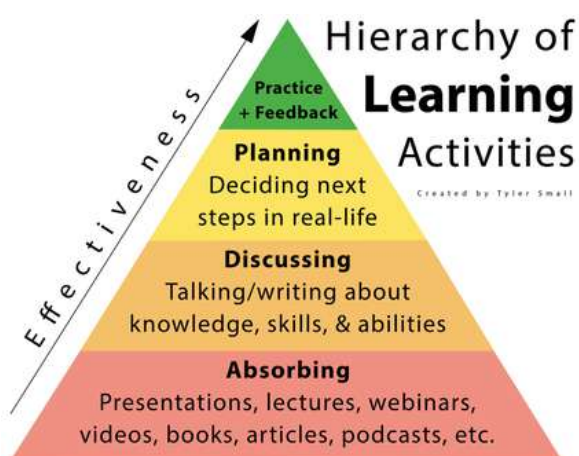 Hierarchy of
Learning
Activities
Created by Tyler Small
Effectiveness
Practice
+ Feedback
Planning
Deciding next
steps in real-life
Discussing
Talking/writing about
knowledge, skills, & abilities
Absorbing
Presentations, lectures, webinars,
videos, books, articles, podcasts, etc.